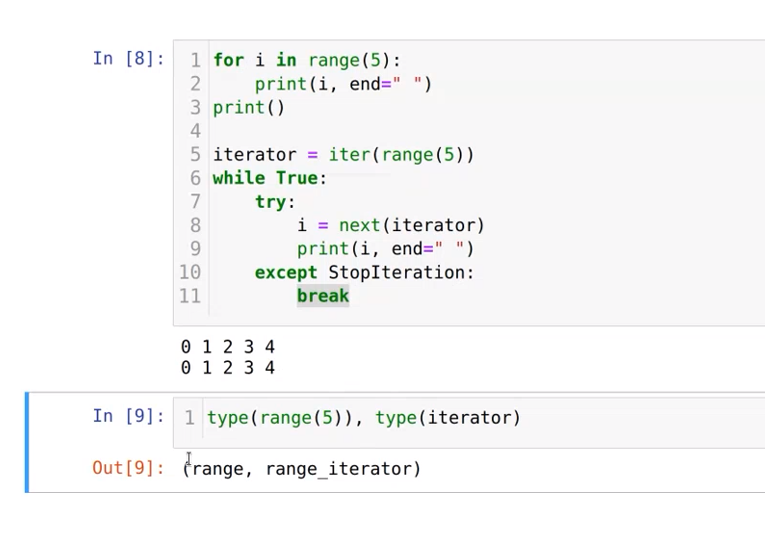 In [8]:
1 for i in range(5):
2     print(i, end=" ")
3 print()
4
5 iterator = iter(range(5))
6 while True:
7     try:
8         i = next(iterator)
9         print(i, end=" ")
10     except StopIteration:
11         break
0 1 2 3 4
0 1 2 3 4
In [9]: 1 type(range(5)), type(iterator)
Out[9]: (range, range_iterator)